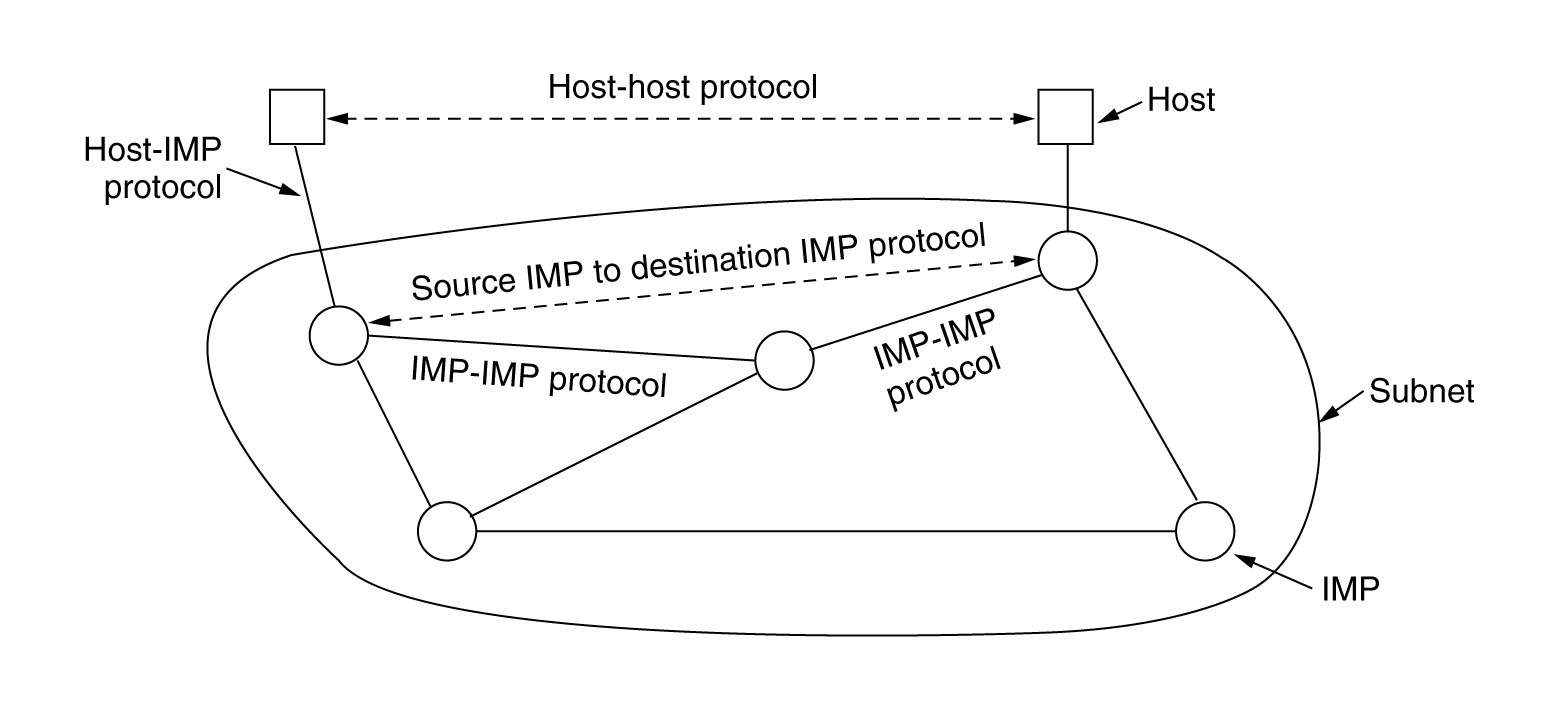 Host-host protocol
Host
Host-IMP
protocol
Source IMP to destination IMP protocol
IMP-IMP protocol
IMP-IMP
protocol
Subnet
IMP